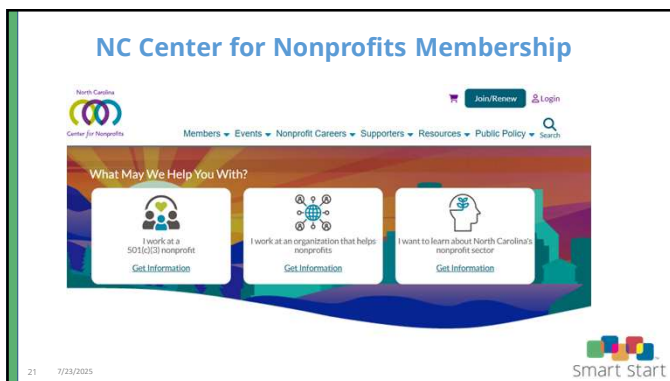 NC Center for Nonprofits Membership
North Carolina
Center for Nonprofits
Join/Renew
Login
Members
Events
Nonprofit Careers
Supporters
Resources
Public Policy
Search
What May We Help You With?
I work at a
501(c)(3) nonprofit
Get Information
I work at an organization that helps
nonprofits
Get Information
I want to learn about North Carolina's
nonprofit sector
Get Information
21
7/23/2025
Smart Start